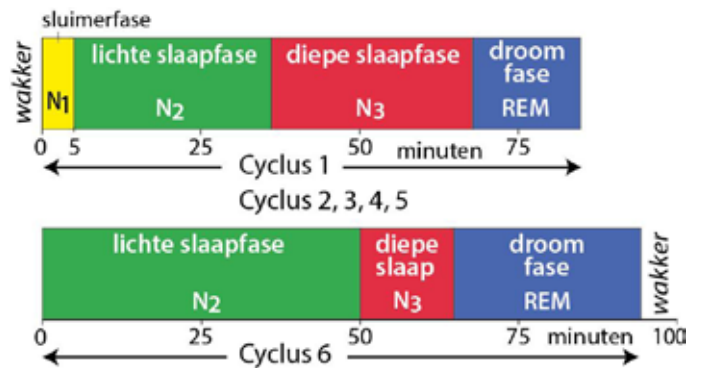 sluimerfase
wakker
lichte slaapfase diepe slaapfase droom
fase
N1 N2 N3 REM
0 5 25 50 minuten 75
Cyclus 1
Cyclus 2, 3, 4, 5
lichte slaapfase diepe droom
slaap fase
N2 N3 REM
wakker
0 25 50 75 minuten 100
Cyclus 6